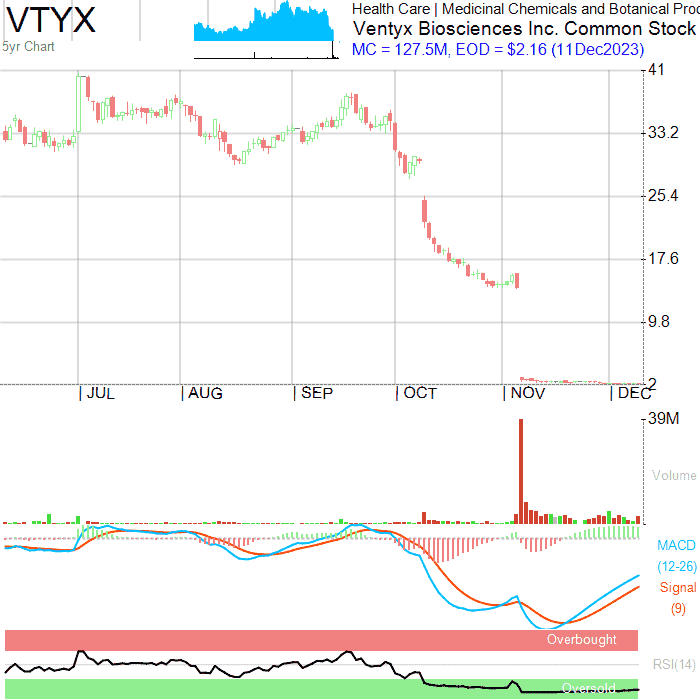 VTYX
5yr Chart
Health Care | Medicinal Chemicals and Botanical Prod
Ventyx Biosciences Inc. Common Stock
MC = 127.5M, EOD = $2.16 (11Dec2023)
41
33.2
25.4
17.6
9.8
2
| JUL | AUG | SEP | OCT | NOV | DEC
39M
Volume
MACD
(12-26)
Signal
(9)
Overbought
RSI(14)
Oversold